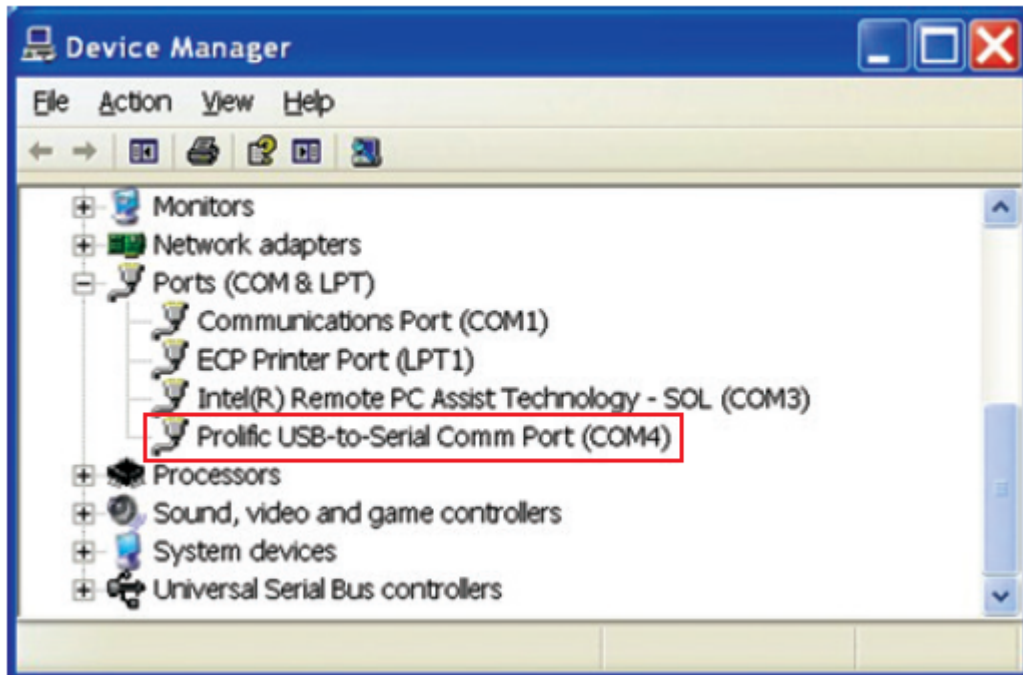 Device Manager
File Action View Help
Monitors
Network adapters
Ports (COM & LPT)
Communications Port (COM1)
ECP Printer Port (LPT1)
Intel(R) Remote PC Assist Technology - SOL (COM3)
Prolific USB-to-Serial Comm Port (COM4)
Processors
Sound, video and game controllers
System devices
Universal Serial Bus controllers